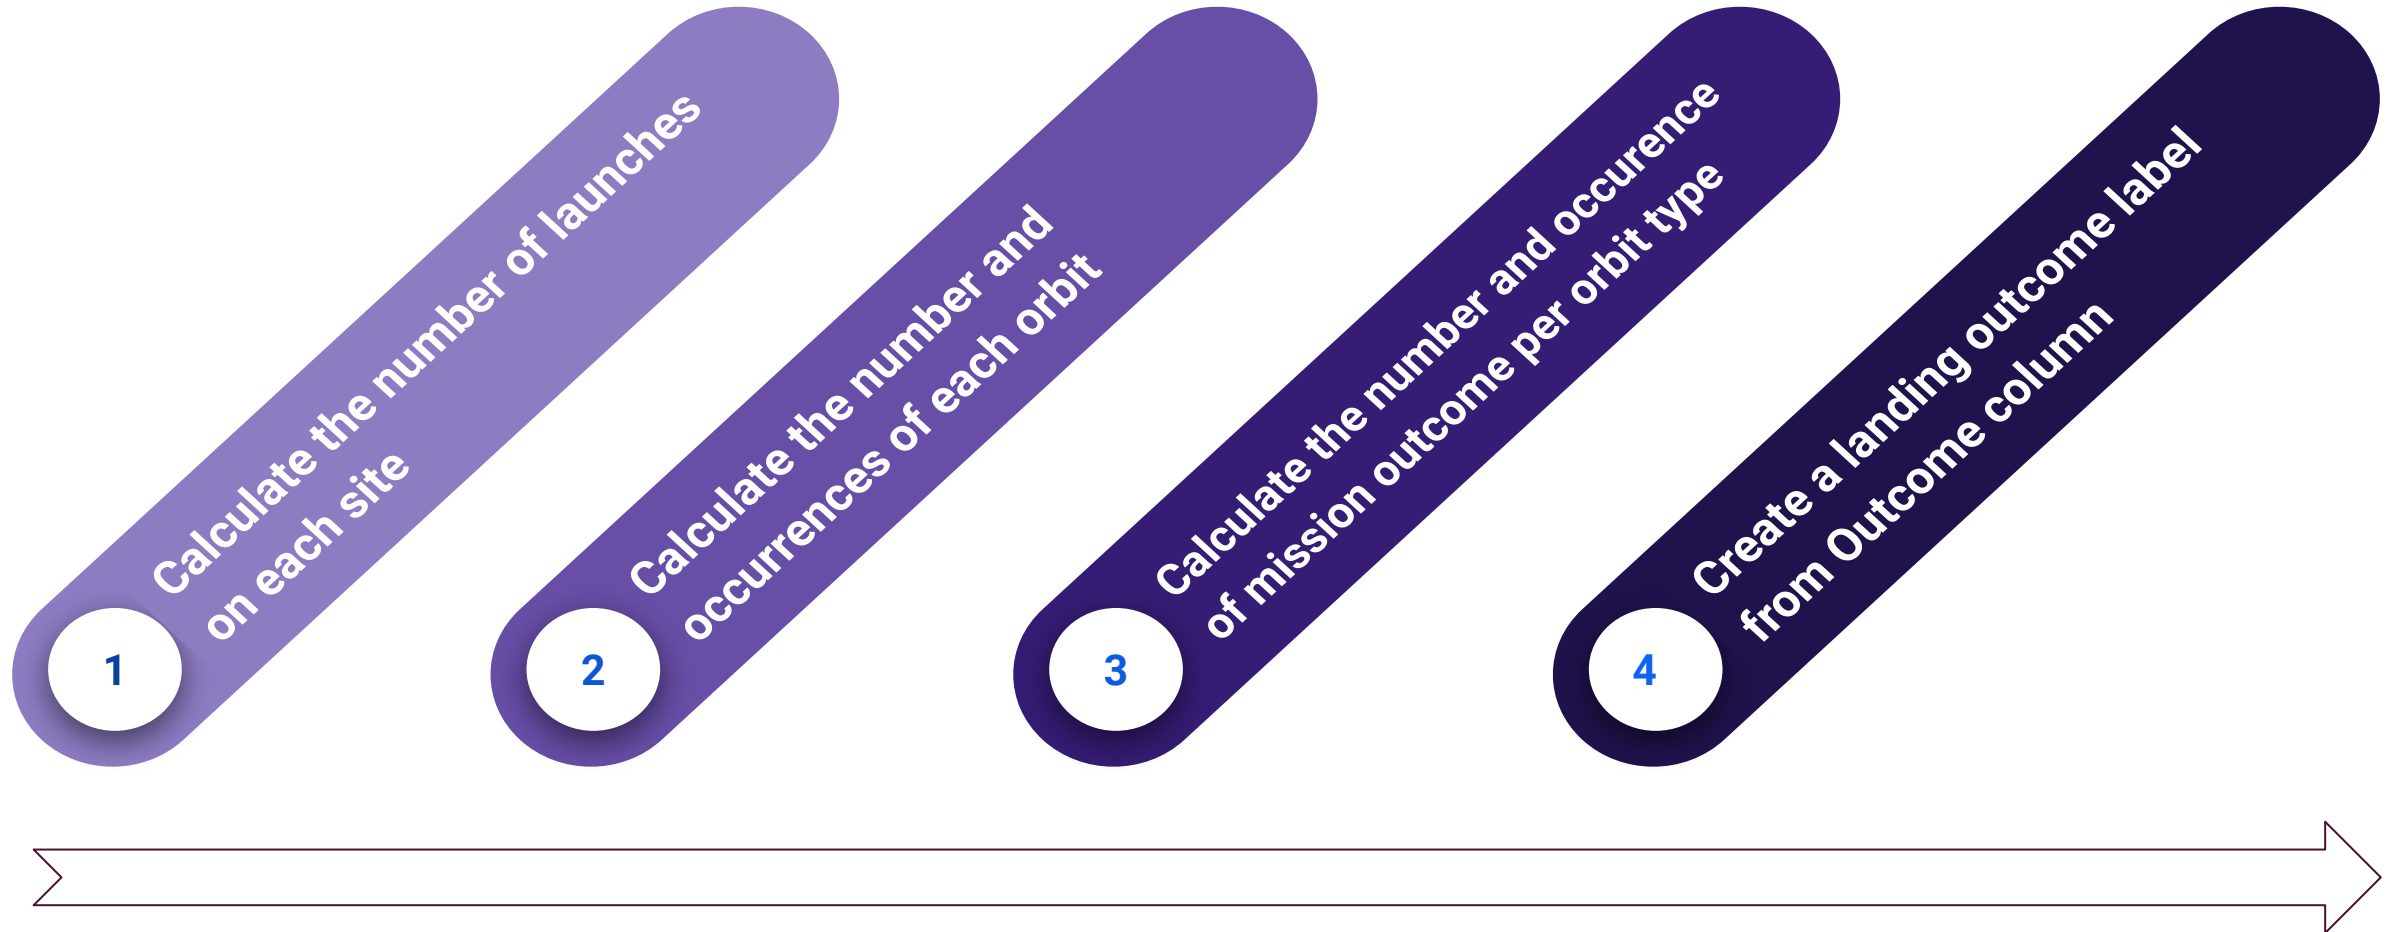 Calculate the number of launches
on each site
1
Calculate the number and
occurrences of each orbit
2
Calculate the number and occurence
of mission outcome per orbit type
3
Create a landing outcome label
from Outcome column
4